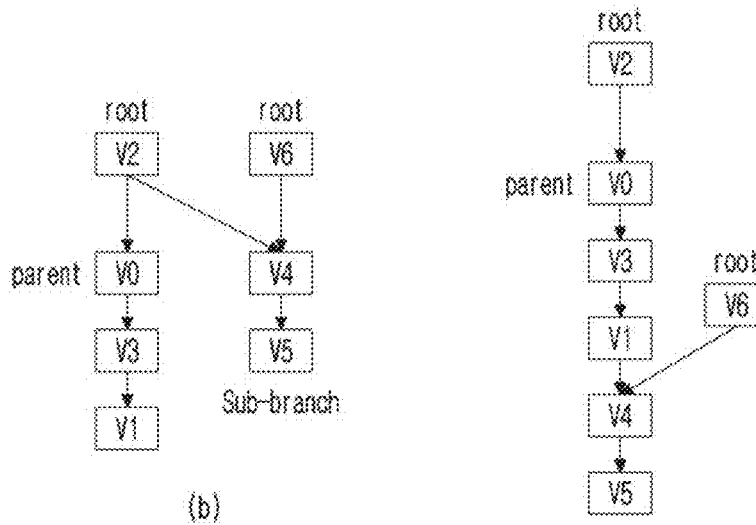 root
V2
root
V6
parent
V0
V4
V3
V5
Sub-branch
V1
(b)
root
V2
parent
V0
V3
root
V6
V1
V4
V5